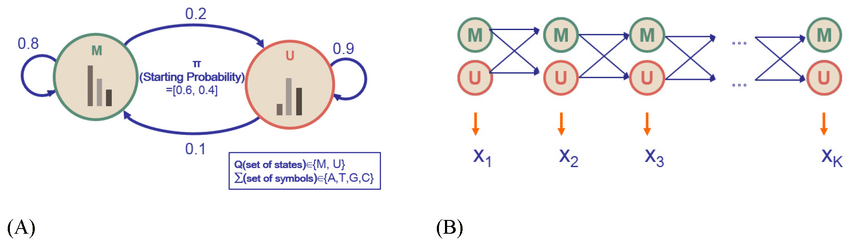 0.2
0.8
M
U
0.9
π
(Starting Probability)
=[0.6, 0.4]
0.1
Q(set of states)∈{M, U}
∑(set of symbols)∈{A,T,G,C}
(A)
M M M ... M
U U U ... U
x₁ x₂ x₃ xK
(B)